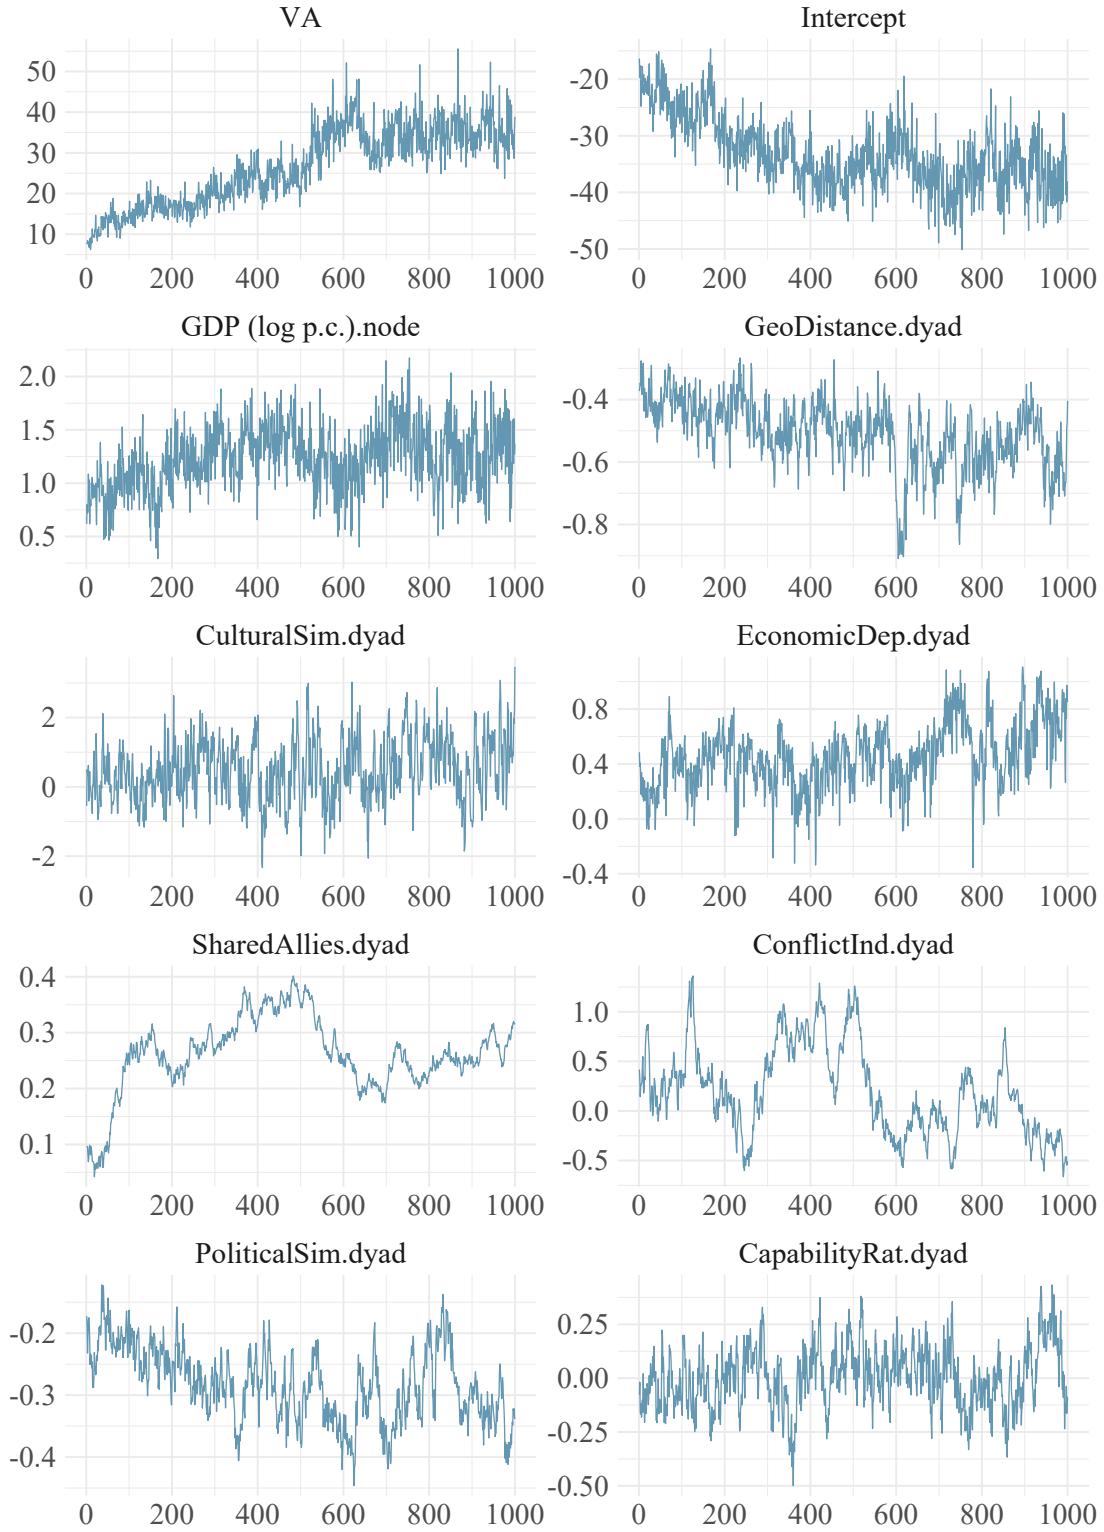 VA
Intercept
50
40
30
20
10
0 200 400 600 800 1000
-20
-30
-40
-50
0 200 400 600 800 1000
GDP (log p.c.).node
GeoDistance.dyad
2.0
1.5
1.0
0.5
0 200 400 600 800 1000
-0.4
-0.6
-0.8
0 200 400 600 800 1000
CulturalSim.dyad
EconomicDep.dyad
2
0
-2
0 200 400 600 800 1000
0.8
0.4
0.0
-0.4
0 200 400 600 800 1000
SharedAllies.dyad
ConflictInd.dyad
0.4
0.3
0.2
0.1
0 200 400 600 800 1000
1.0
0.5
0.0
-0.5
0 200 400 600 800 1000
PoliticalSim.dyad
CapabilityRat.dyad
-0.2
-0.3
-0.4
0 200 400 600 800 1000
0.25
0.00
-0.25
-0.50
0 200 400 600 800 1000